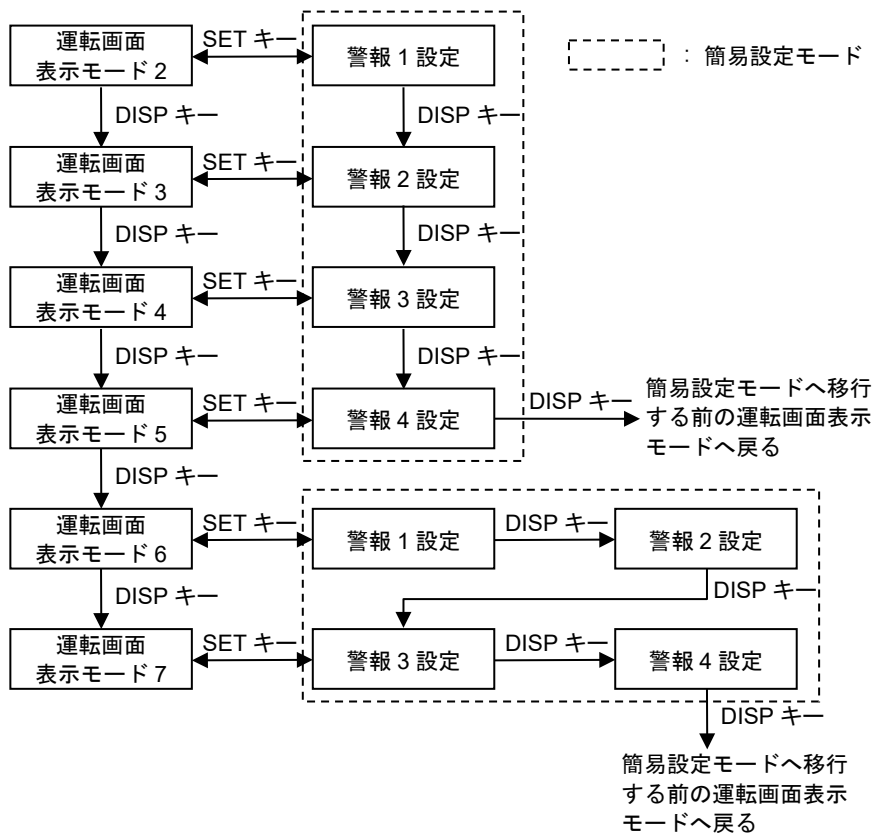 運転画面
表示モード 2
SET キー
警報 1 設定
: 簡易設定モード
DISP キー
DISP キー
運転画面
表示モード 3
SET キー
警報 2 設定
DISP キー
DISP キー
運転画面
表示モード 4
SET キー
警報 3 設定
DISP キー
DISP キー
運転画面
表示モード 5
SET キー
警報 4 設定
DISP キー
簡易設定モードへ移行
する前の運転画面表示
モードへ戻る
DISP キー
運転画面
表示モード 6
SET キー
警報 1 設定
DISP キー
警報 2 設定
DISP キー
DISP キー
運転画面
表示モード 7
SET キー
警報 3 設定
DISP キー
警報 4 設定
DISP キー
簡易設定モードへ移行
する前の運転画面表示
モードへ戻る